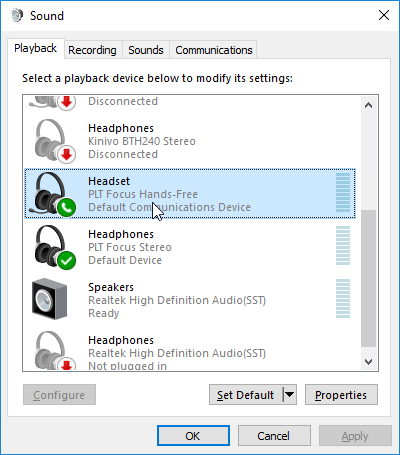 Sound
Playback
Recording
Sounds
Communications
Select a playback device below to modify its settings:
Disconnected
Headphones
Kinivo BTH240 Stereo
Disconnected
Headset
PLT Focus Hands-Free
Default Communications Device
Headphones
PLT Focus Stereo
Default Device
Speakers
Realtek High Definition Audio(SST)
Ready
Headphones
Realtek High Definition Audio(SST)
Not plugged in
Configure
Set Default
Properties
OK
Cancel
Apply